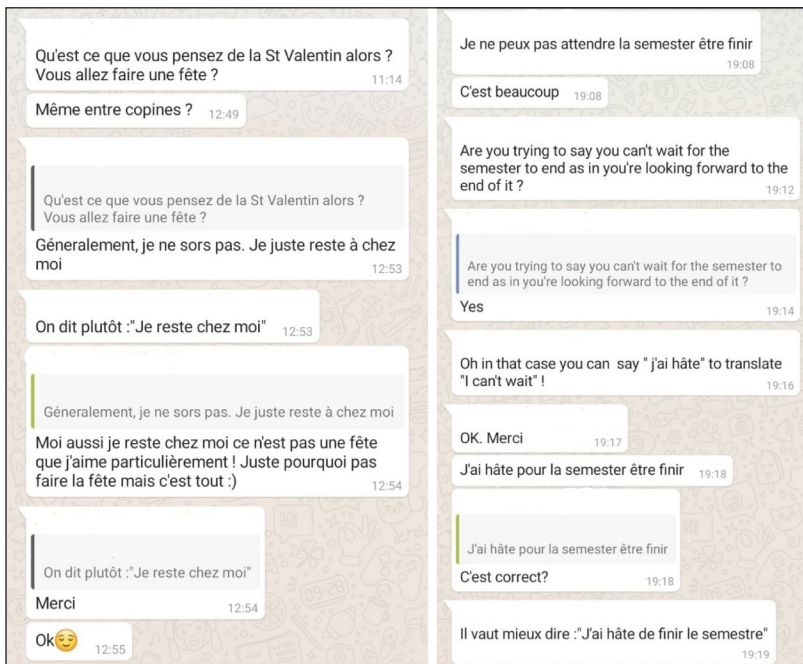 Qu'est ce que vous pensez de la St Valentin alors ?
Vous allez faire une fête ?
11:14
Même entre copines ? 12:49
Qu'est ce que vous pensez de la St Valentin alors ?
Vous allez faire une fête ?
Géneralement, je ne sors pas. Je juste reste à chez
moi
12:53
On dit plutôt :"Je reste chez moi" 12:53
Géneralement, je ne sors pas. Je juste reste à chez moi
Moi aussi je reste chez moi ce n'est pas une fête
que j'aime particulièrement ! Juste pourquoi pas
faire la fête mais c'est tout :)
12:54
On dit plutôt :"Je reste chez moi"
Merci
12:54
Ok😌 12:55
Je ne peux pas attendre la semester être finir
19:08
C'est beaucoup 19:08
Are you trying to say you can't wait for the
semester to end as in you're looking forward to the
end of it ?
19:12
Are you trying to say you can't wait for the semester to
end as in you're looking forward to the end of it ?
Yes
19:14
Oh in that case you can say " j'ai hâte" to translate
"I can't wait" !
19:16
OK. Merci 19:17
J'ai hâte pour la semester être finir 19:18
J'ai hâte pour la semester être finir
C'est correct?
19:18
Il vaut mieux dire :"J'ai hâte de finir le semestre"
19:19